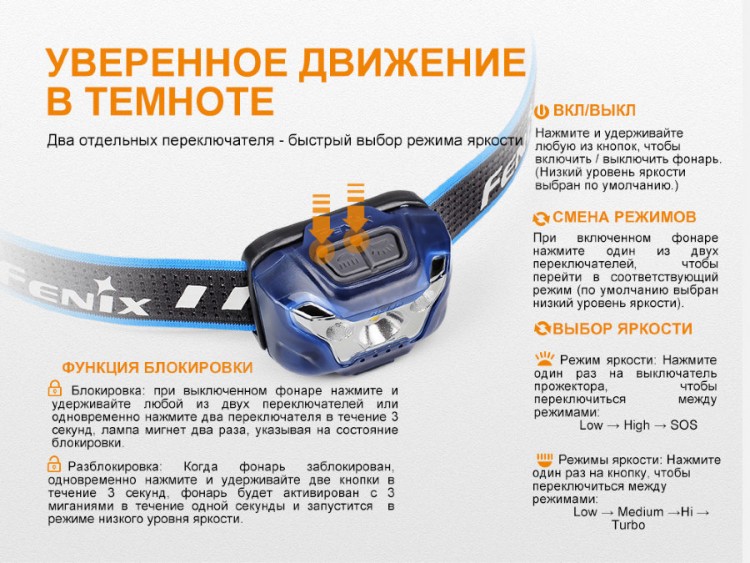 УВЕРЕННОЕ ДВИЖЕНИЕ
В ТЕМНОТЕ
Два отдельных переключателя - быстрый выбор режима яркости
FENIX
FENIX
ВКЛ/ВЫКЛ
Нажмите и удерживайте
любую из кнопок, чтобы
включить / выключить фонарь.
(Низкий уровень яркости
выбран по умолчанию.)
СМЕНА РЕЖИМОВ
При включенном фонаре
нажмите один из двух
переключателей, чтобы
перейти в соответствующий
режим (по умолчанию выбран
низкий уровень яркости).
ВЫБОР ЯРКОСТИ
Режим яркости: Нажмите
один раз на выключатель
прожектора, чтобы
переключиться между
режимами:
Low → High → SOS
Режимы яркости: Нажмите
один раз на кнопку, чтобы
переключиться между
режимами:
Low → Medium →Hi →
Turbo
ФУНКЦИЯ БЛОКИРОВКИ
Блокировка: при выключенном фонаре нажмите и
удерживайте любой из двух переключателей или
одновременно нажмите два переключателя в течение 3
секунд, лампа мигнет два раза, указывая на состояние
блокировки.
Разблокировка: Когда фонарь заблокирован,
одновременно нажмите и удерживайте две кнопки в
течение 3 секунд, фонарь будет активирован с 3
миганиями в течение одной секунды и запустится в
режиме низкого уровня яркости.